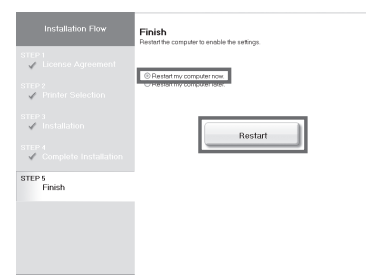 Installation Flow
STEP 1
License Agreement
STEP 2
Printer Selection
STEP 3
Installation
STEP 4
Complete Installation
STEP 5
Finish
Finish
Restart the computer to enable the settings.
Restart my computer now.
Restart my computer later.
Restart